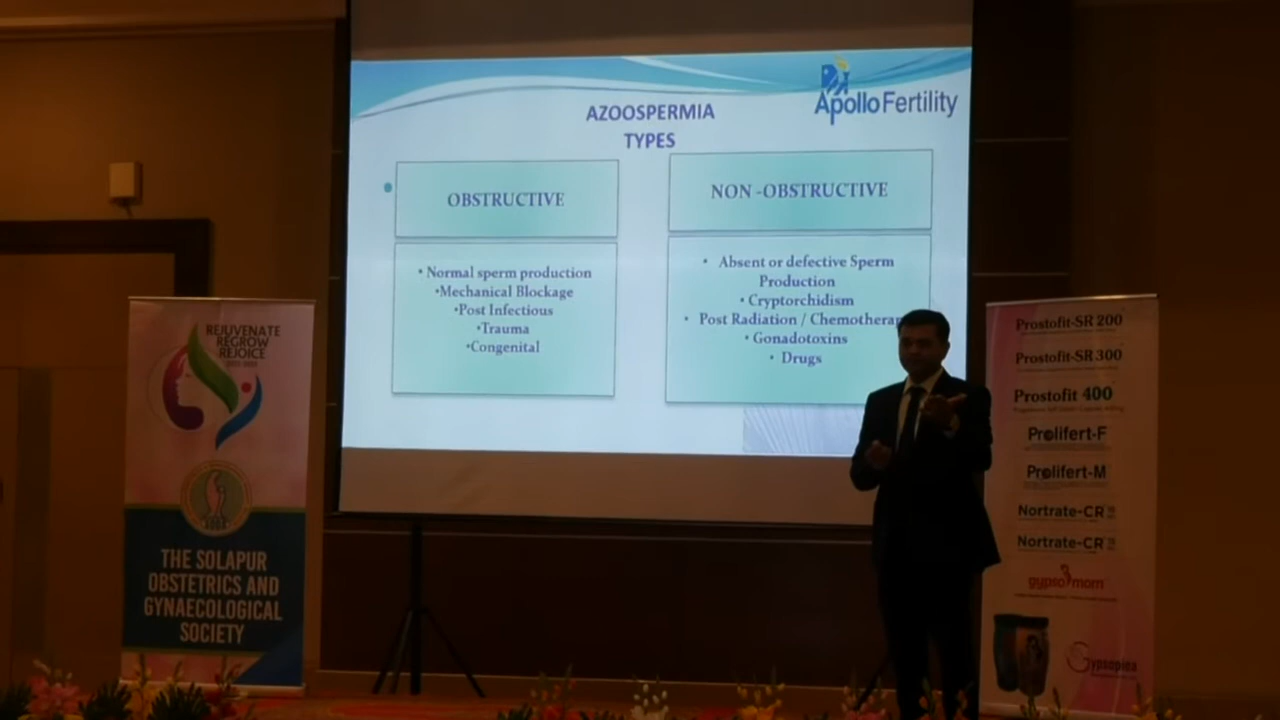 Apollo Fertility
AZOOSPERMIA
TYPES
OBSTRUCTIVE
NON -OBSTRUCTIVE
• Normal sperm production
•Mechanical Blockage
•Post Infectious
•Trauma
•Congenital
• Absent or defective Sperm
Production
• Cryptorchidism
• Post Radiation / Chemotherap
• Gonadotoxins
• Drugs
REJUVENATE
REGROW
REJOICE
THE SOLAPUR
OBSTETRICS AND
GYNAECOLOGICAL
SOCIETY
Prostofit-SR 200
Prostofit-SR 300
Prostofit 400
Prolifert-F
Prolifert-M
Nortrate-CR
Nortrate-CR
gypsomom